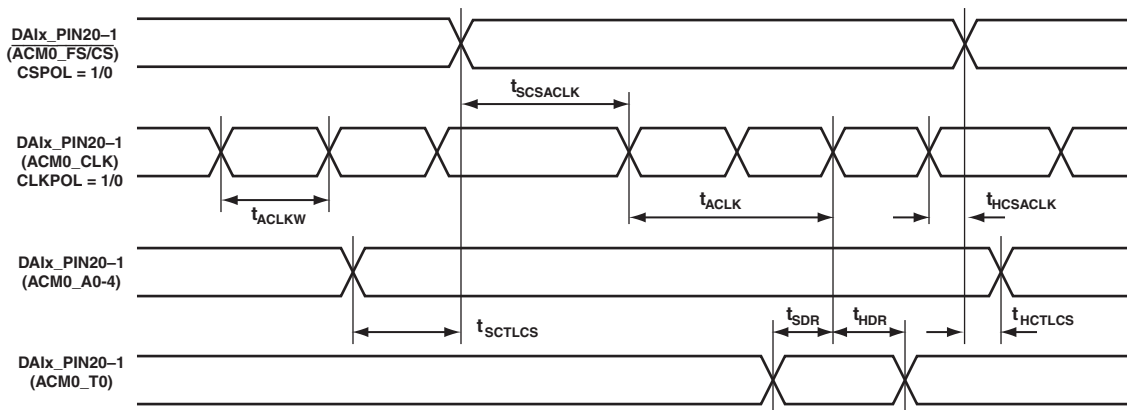 DAIx_PIN20–1
(ACM0_FS/CS)
CSPOL = 1/0
tSCSACLK
DAIx_PIN20–1
(ACM0_CLK)
CLKPOL = 1/0
tACLKW
tACLK
tHCSACLK
DAIx_PIN20–1
(ACM0_A0-4)
tSCTLCS
tSDR
tHDR
tHCTLCS
DAIx_PIN20–1
(ACM0_T0)